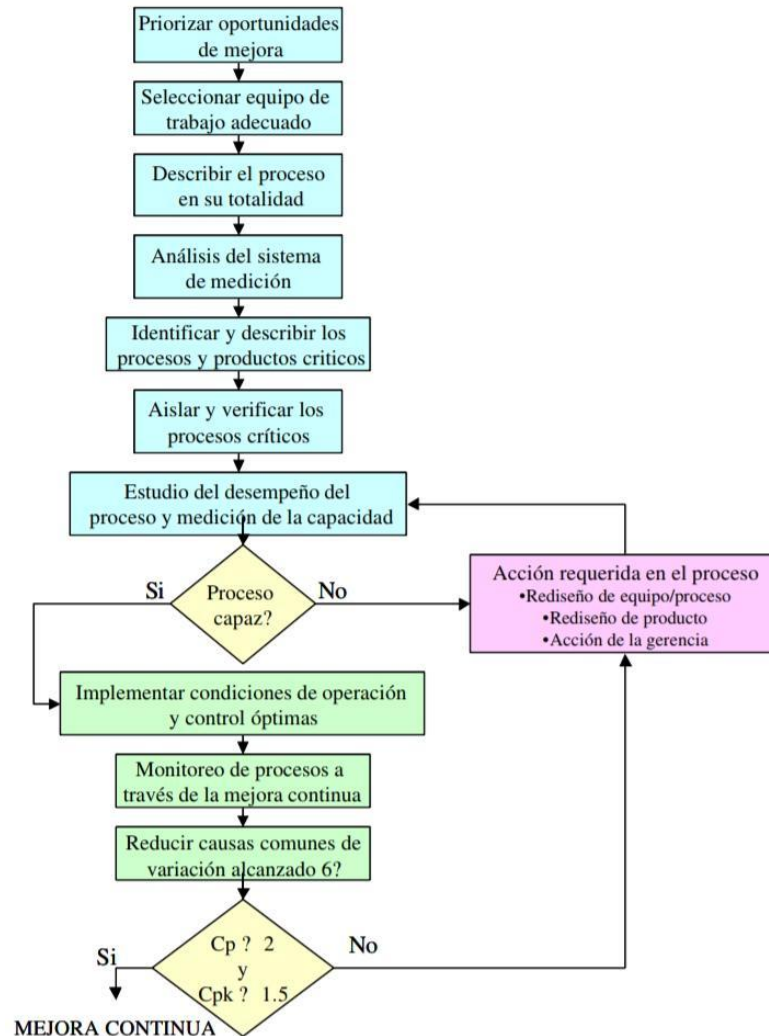 Priorizar oportunidades
de mejora
Seleccionar equipo de
trabajo adecuado
Describir el proceso
en su totalidad
Análisis del sistema
de medición
Identificar y describir los
procesos y productos criticos
Aislar y verificar los
procesos críticos
Estudio del desempeño del
proceso y medición de la capacidad
Si
Proceso
capaz?
No
Acción requerida en el proceso
•Rediseño de equipo/proceso
•Rediseño de producto
•Acción de la gerencia
Implementar condiciones de operación
y control óptimas
Monitoreo de procesos a
través de la mejora continua
Reducir causas comunes de
variación alcanzado 6?
Si
Cp ? 2
y
Cpk ? 1.5
No
MEJORA CONTINUA